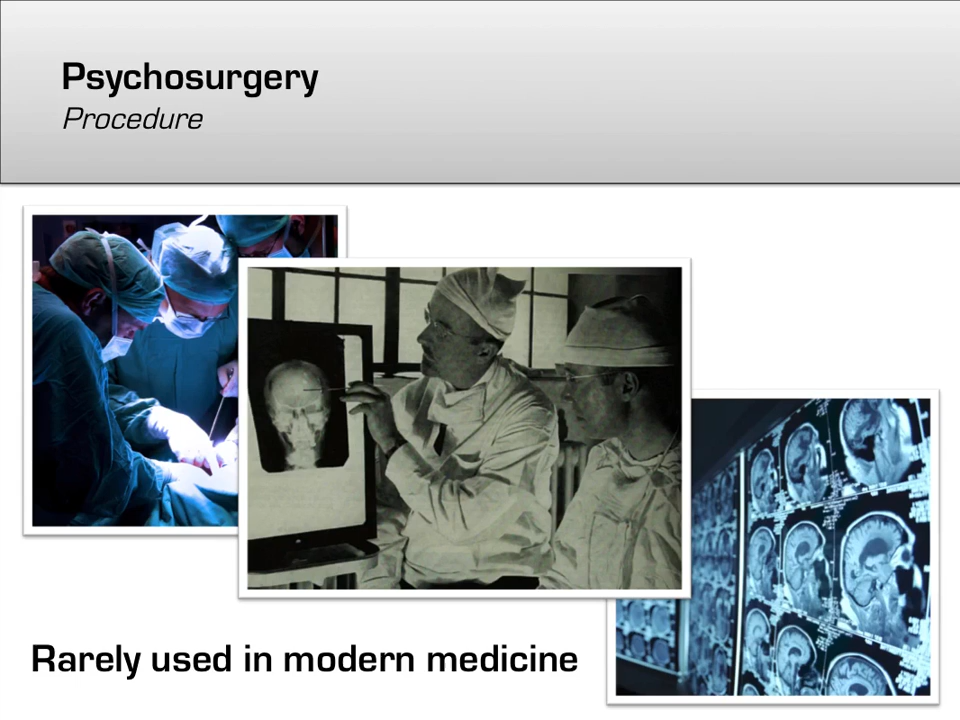 Psychosurgery
Procedure
Rarely used in modern medicine